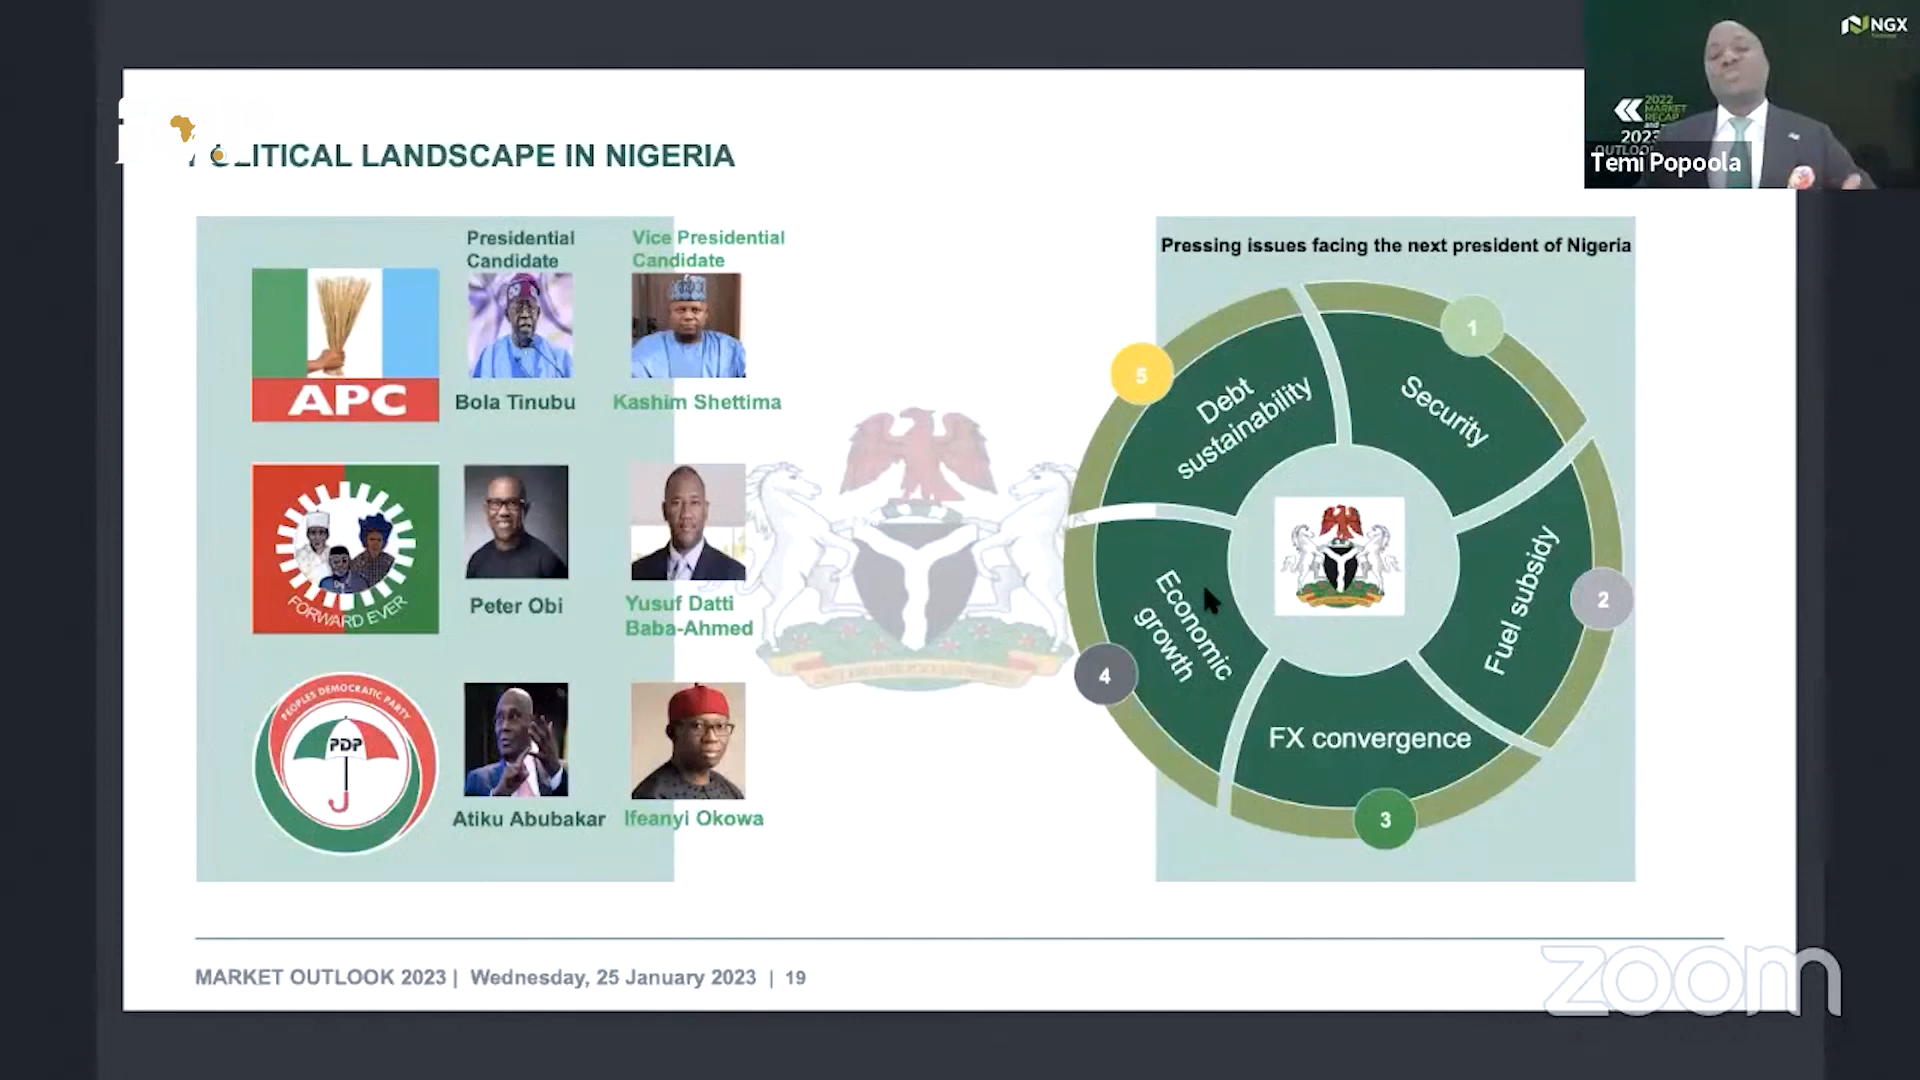 NGX
2022
MARKET
RECAP
and
2023
OUTLOOK
Temi Popoola
POLITICAL LANDSCAPE IN NIGERIA
Presidential
Candidate
Vice Presidential
Candidate
APC
Bola Tinubu
Kashim Shettima
FORWARD EVER
Peter Obi
Yusuf Datti
Baba-Ahmed
PEOPLES DEMOCRATIC PARTY
PDP
Atiku Abubakar
Ifeanyi Okowa
Pressing issues facing the next president of Nigeria
1
Security
2
Fuel subsidy
3
FX convergence
4
Economic
growth
5
Debt
sustainability
MARKET OUTLOOK 2023 | Wednesday, 25 January 2023 | 19
zoom